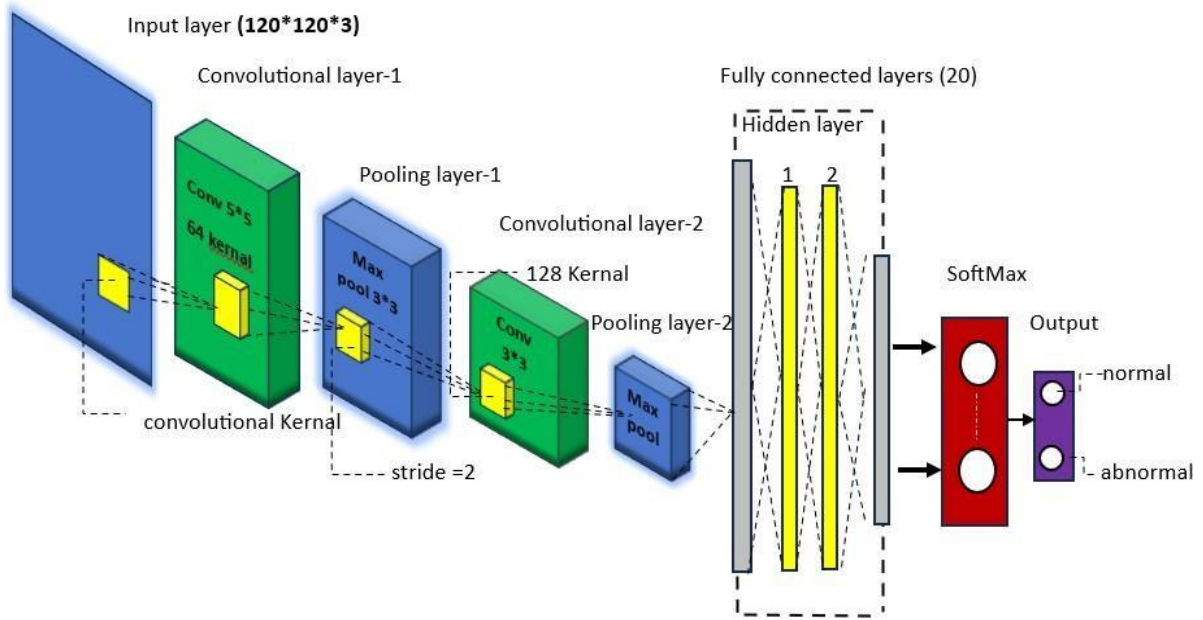 Input layer (120*120*3)
Convolutional layer-1
Fully connected layers (20)
Hidden layer
Pooling layer-1
1
2
Conv 5*5
64 kernal
Convolutional layer-2
Max
pool 3*3
128 Kernal
SoftMax
Pooling layer-2
Output
Conv
3*3
normal
Max
pool
convolutional Kernal
stride =2
abnormal